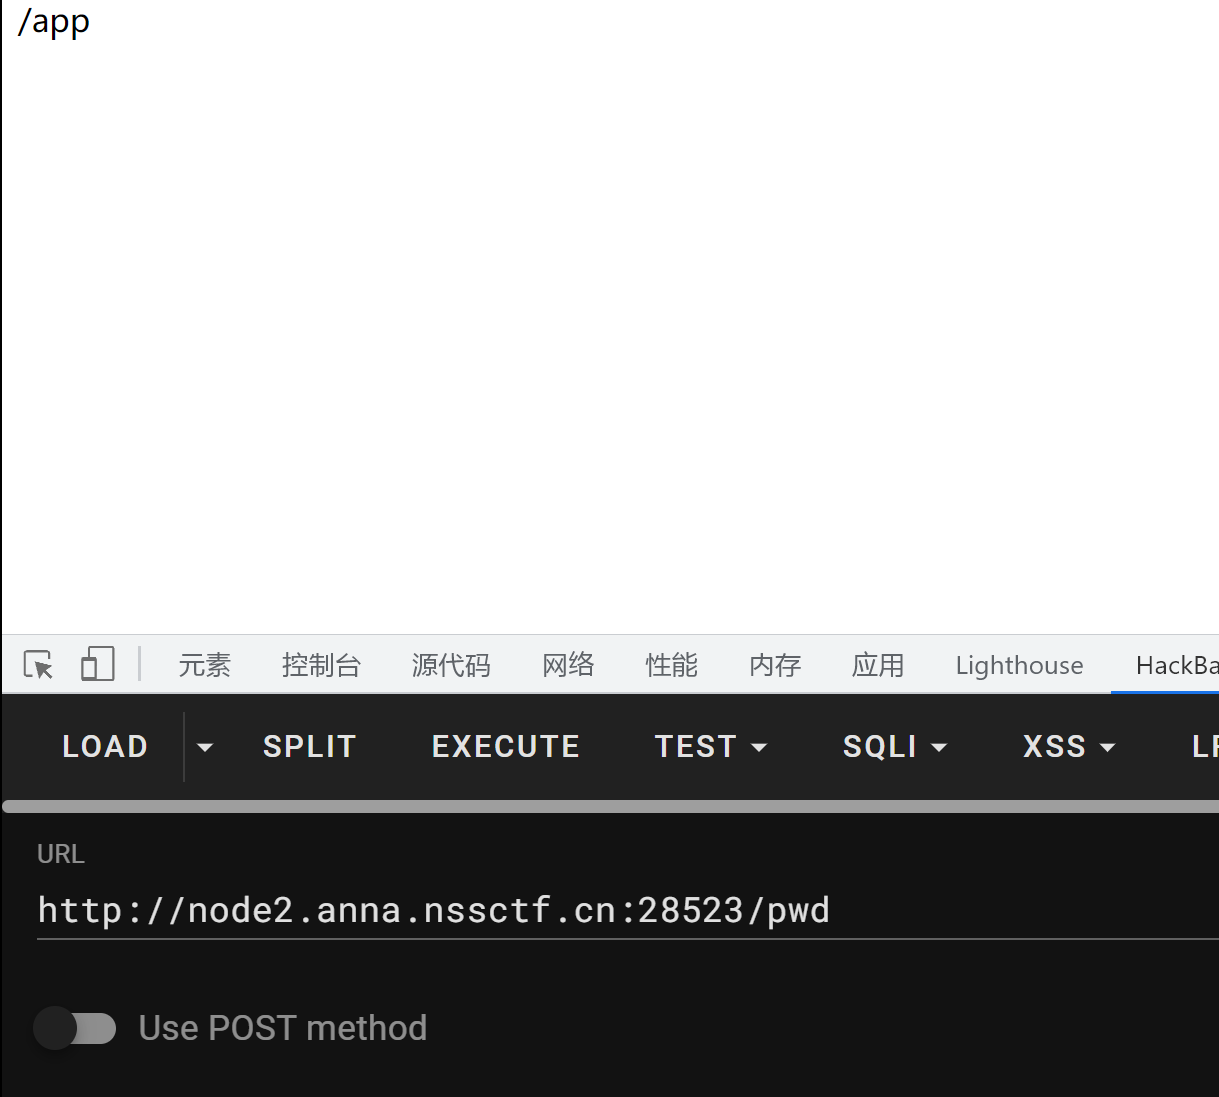 /app
元素 控制台 源代码 网络 性能 内存 应用 Lighthouse HackBa
LOAD SPLIT EXECUTE TEST SQLI XSS LF
URL
http://node2.anna.nssctf.cn:28523/pwd
Use POST method